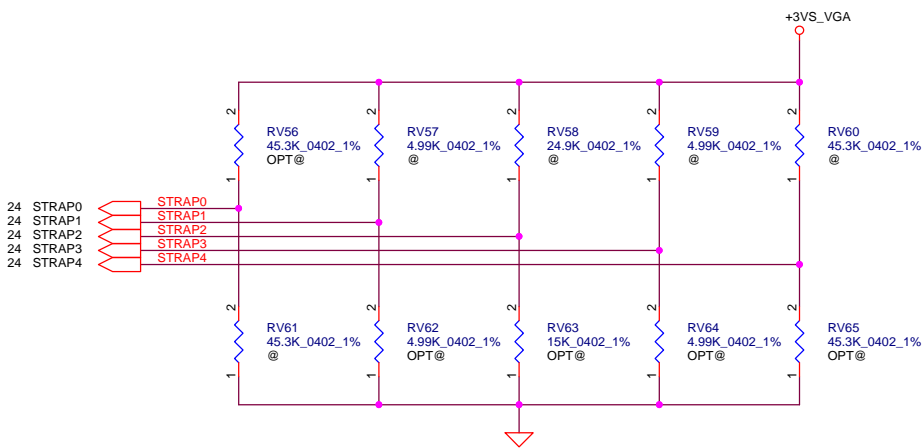 +3VS_VGA
2 2 2 2 2
RV56 RV57 RV58 RV59 RV60
45.3K_0402_1% 4.99K_0402_1% 24.9K_0402_1% 4.99K_0402_1% 45.3K_0402_1%
OPT@ @ @ @ @
1 1 1 1 1
24 STRAP0 STRAP0
24 STRAP1 STRAP1
24 STRAP2 STRAP2
24 STRAP3 STRAP3
24 STRAP4 STRAP4
2 2 2 2 2
RV61 RV62 RV63 RV64 RV65
45.3K_0402_1% 4.99K_0402_1% 15K_0402_1% 4.99K_0402_1% 45.3K_0402_1%
@ OPT@ OPT@ OPT@ OPT@
1 1 1 1 1